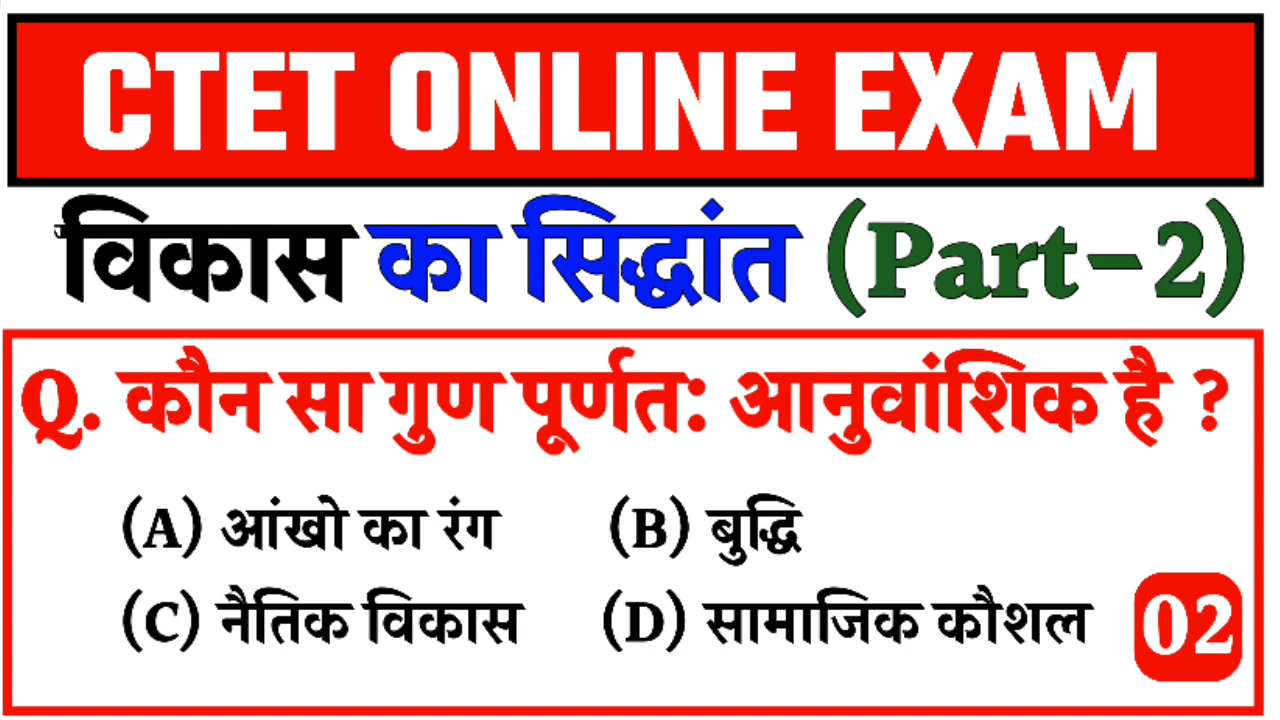 CTET ONLINE EXAM
विकास का सिद्धांत (Part-2)
Q. कौन सा गुण पूर्णत: आनुवांशिक है ?
(A) आंखो का रंग (B) बुद्धि
(C) नैतिक विकास (D) सामाजिक कौशल
02